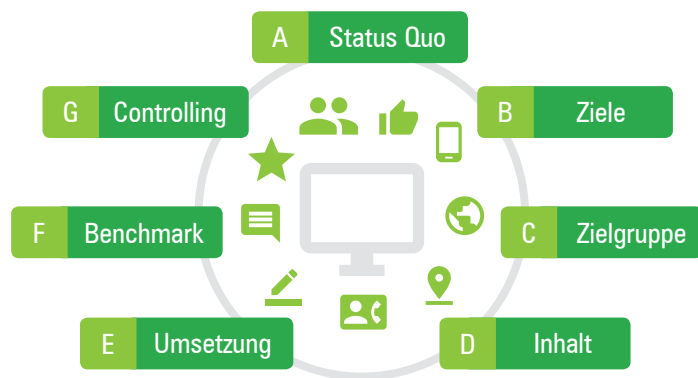 A Status Quo
B Ziele
C Zielgruppe
D Inhalt
E Umsetzung
F Benchmark
G Controlling